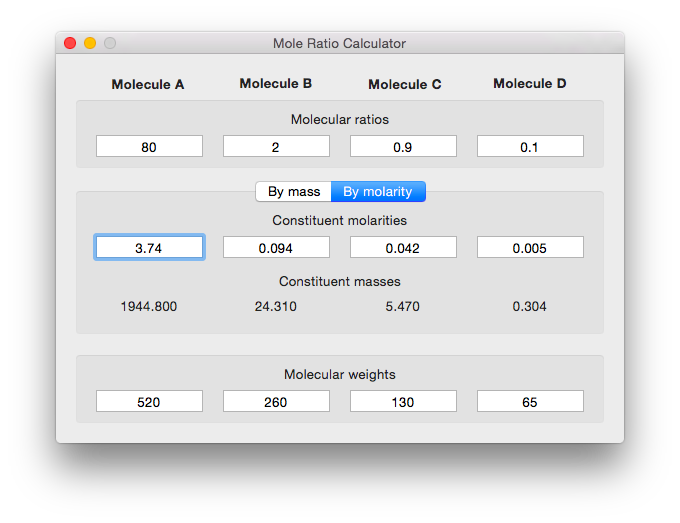 Mole Ratio Calculator
Molecule A Molecule B Molecule C Molecule D
Molecular ratios
80 2 0.9 0.1
By mass By molarity
Constituent molarities
3.74 0.094 0.042 0.005
Constituent masses
1944.800 24.310 5.470 0.304
Molecular weights
520 260 130 65